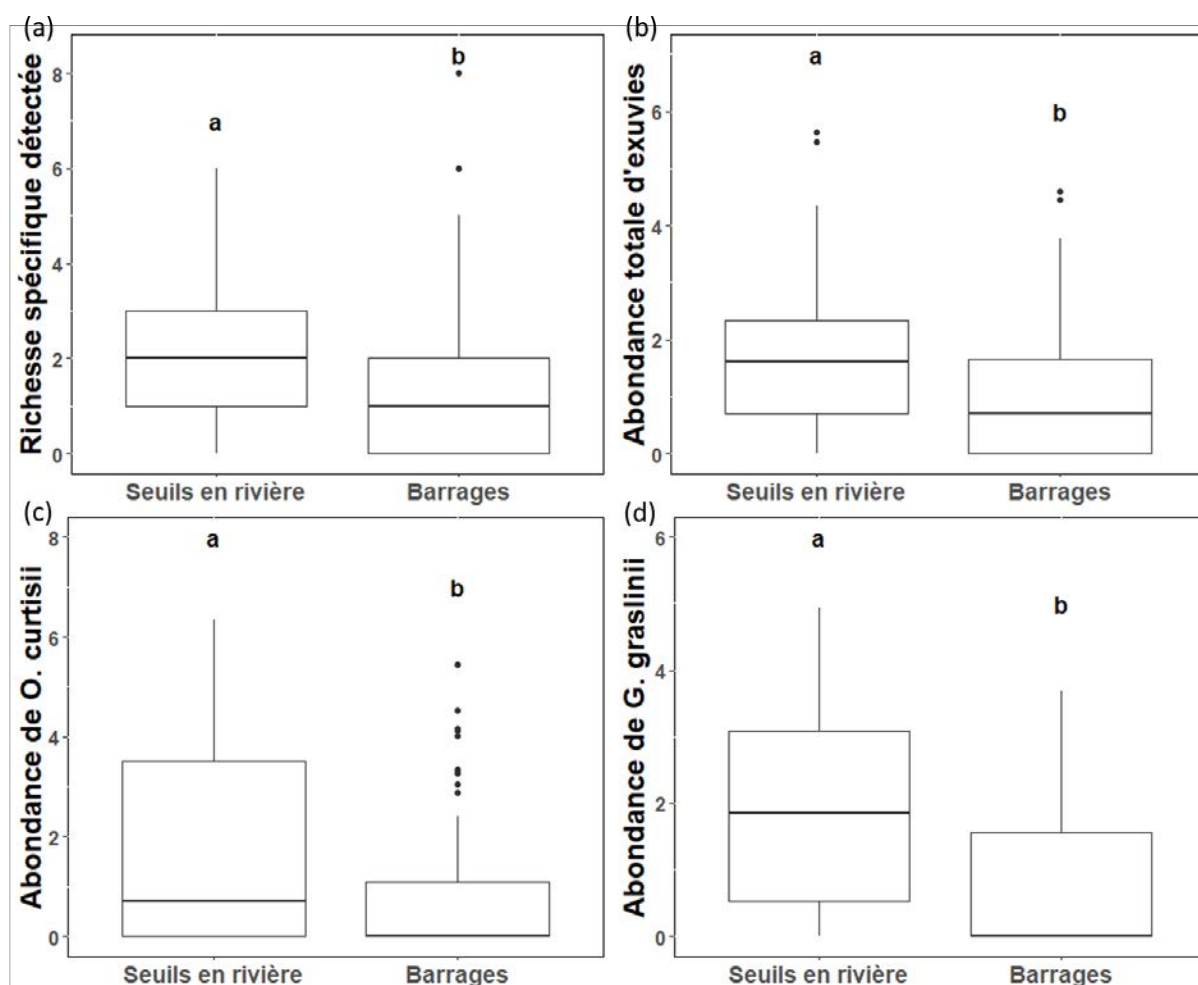 (a)
Richesse spécifique détectée
8
6
4
2
0
a
b
Seuils en rivière
Barrages
(b)
Abondance totale d'exuvies
6
4
2
0
a
b
Seuils en rivière
Barrages
(c)
Abondance de O. curtisii
8
6
4
2
0
a
b
Seuils en rivière
Barrages
(d)
Abondance de G. graslinii
6
4
2
0
a
b
Seuils en rivière
Barrages